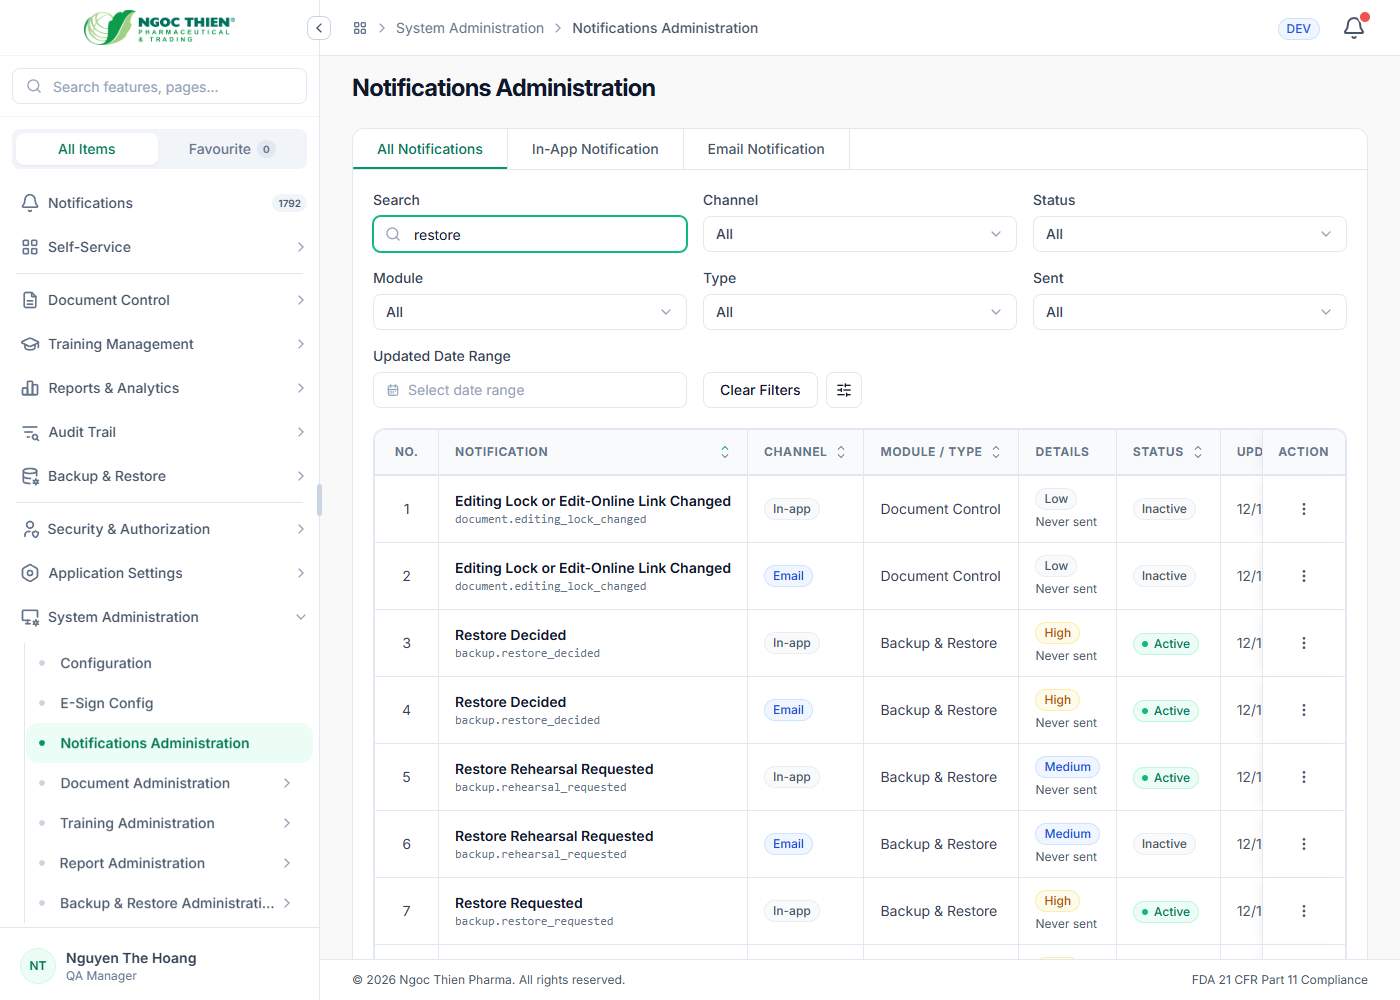 NGOC THIEN®
PHARMACEUTICAL
& TRADING
System Administration
Notifications Administration
DEV
Search features, pages...
All Items
Favourite 0
Notifications 1792
Self-Service
Document Control
Training Management
Reports & Analytics
Audit Trail
Backup & Restore
Security & Authorization
Application Settings
System Administration
Configuration
E-Sign Config
Notifications Administration
Document Administration
Training Administration
Report Administration
Backup & Restore Administrati...
NT
Nguyen The Hoang
QA Manager
Notifications Administration
All Notifications In-App Notification Email Notification
Search Channel Status
restore All All
Module Type Sent
All All All
Updated Date Range
Select date range Clear Filters
NO. NOTIFICATION CHANNEL MODULE / TYPE DETAILS STATUS UPD ACTION
1 Editing Lock or Edit-Online Link Changed In-app Document Control Low Inactive 12/1
document.editing_lock_changed Never sent
2 Editing Lock or Edit-Online Link Changed Email Document Control Low Inactive 12/1
document.editing_lock_changed Never sent
3 Restore Decided In-app Backup & Restore High Active 12/1
backup.restore_decided Never sent
4 Restore Decided Email Backup & Restore High Active 12/1
backup.restore_decided Never sent
5 Restore Rehearsal Requested In-app Backup & Restore Medium Active 12/1
backup.rehearsal_requested Never sent
6 Restore Rehearsal Requested Email Backup & Restore Medium Inactive 12/1
backup.rehearsal_requested Never sent
7 Restore Requested In-app Backup & Restore High Active 12/1
backup.restore_requested Never sent
© 2026 Ngoc Thien Pharma. All rights reserved. FDA 21 CFR Part 11 Compliance